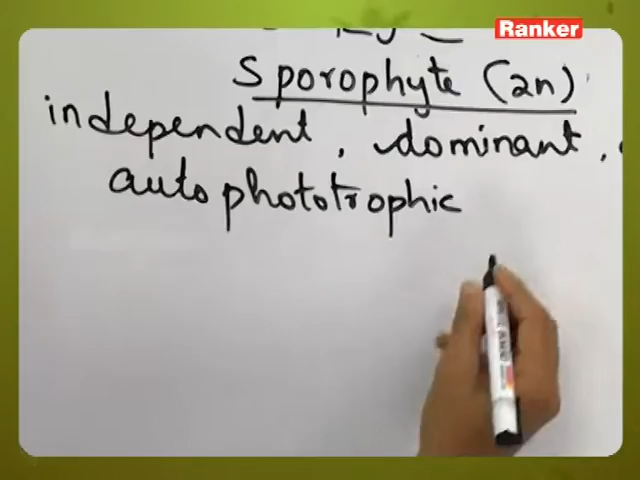 Ranker
Sporophyte (2n)
independent, dominant,
autophototrophic